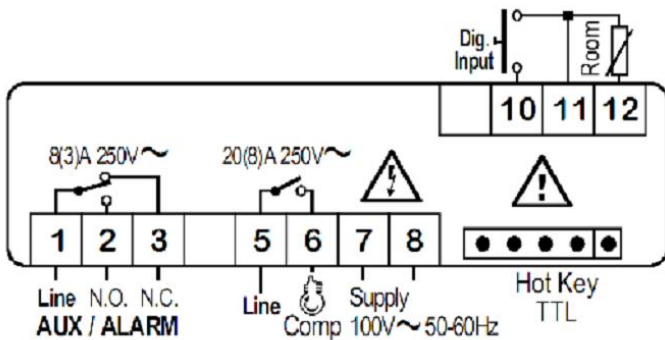 Dig.
Input
Room
10 11 12
8(3)A 250V~
20(8)A 250V~
1 2 3 5 6 7 8
Line N.O. N.C.
AUX / ALARM
Line
Supply
Comp 100V~ 50-60Hz
Hot Key
TTL